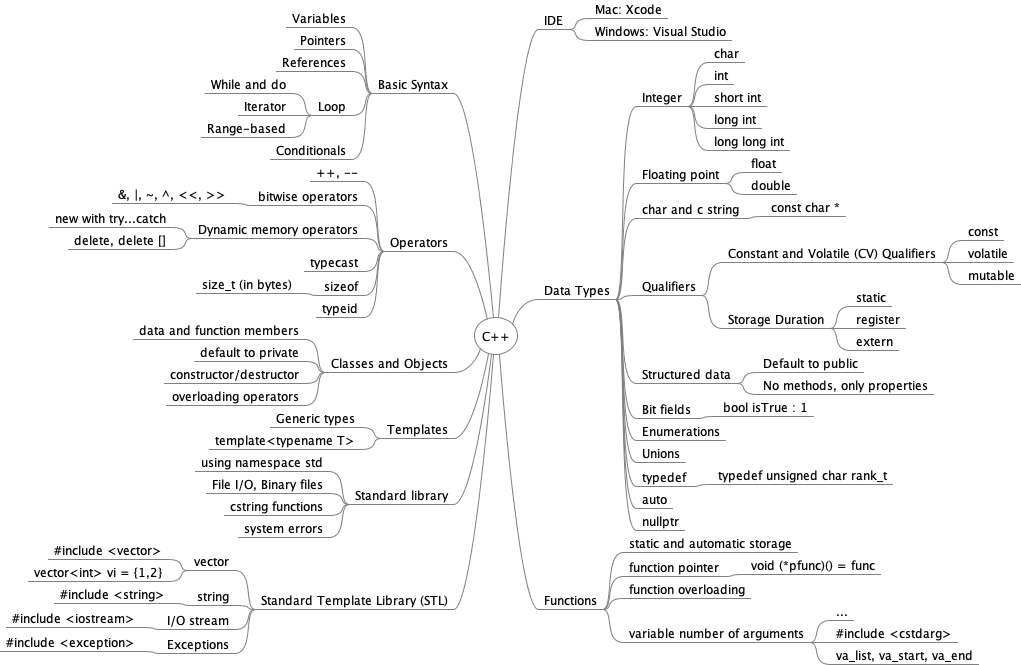 C++
IDE
Mac: Xcode
Windows: Visual Studio
Data Types
Integer
char
int
short int
long int
long long int
Floating point
float
double
char and c string
const char *
Qualifiers
Constant and Volatile (CV) Qualifiers
const
volatile
mutable
Storage Duration
static
register
extern
Structured data
Default to public
No methods, only properties
Bit fields
bool isTrue : 1
Enumerations
Unions
typedef
typedef unsigned char rank_t
auto
nullptr
Functions
static and automatic storage
function pointer
void (*pfunc)() = func
function overloading
variable number of arguments
...
#include <cstdarg>
va_list, va_start, va_end
Basic Syntax
Variables
Pointers
References
Loop
While and do
Iterator
Range-based
Conditionals
Operators
++, --
bitwise operators
&, |, ~, ^, <<, >>
Dynamic memory operators
new with try...catch
delete, delete []
typecast
sizeof
size_t (in bytes)
typeid
Classes and Objects
data and function members
default to private
constructor/destructor
overloading operators
Templates
Generic types
template<typename T>
Standard library
using namespace std
File I/O, Binary files
cstring functions
system errors
Standard Template Library (STL)
vector
#include <vector>
vector<int> vi = {1,2}
string
#include <string>
I/O stream
#include <iostream>
Exceptions
#include <exception>